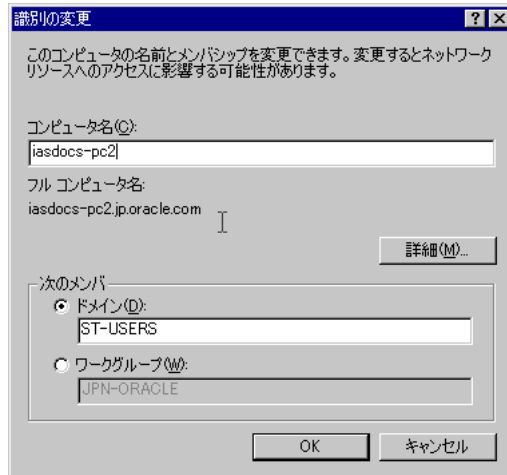 識別の変更
このコンピュータの名前とメンバシップを変更できます。変更するとネットワーク
リソースへのアクセスに影響する可能性があります。
コンピュータ名(C):
iasdocs-pc2
フル コンピュータ名:
iasdocs-pc2.jp.oracle.com
詳細(M)...
次のメンバ
ドメイン(D):
ST-USERS
ワークグループ(W):
JPN-ORACLE
OK
キャンセル